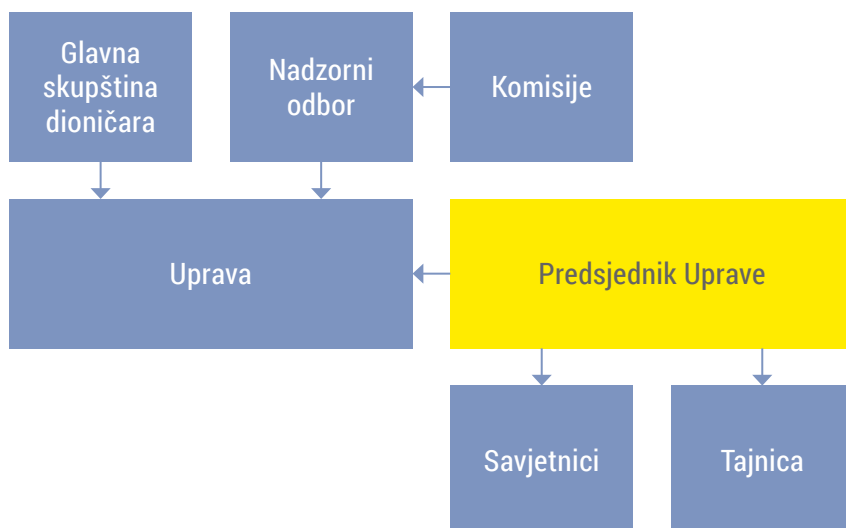 Glavna
skupština
dioničara
Nadzorni
odbor
Komisije
Uprava
Predsjednik Uprave
Savjetnici
Tajnica